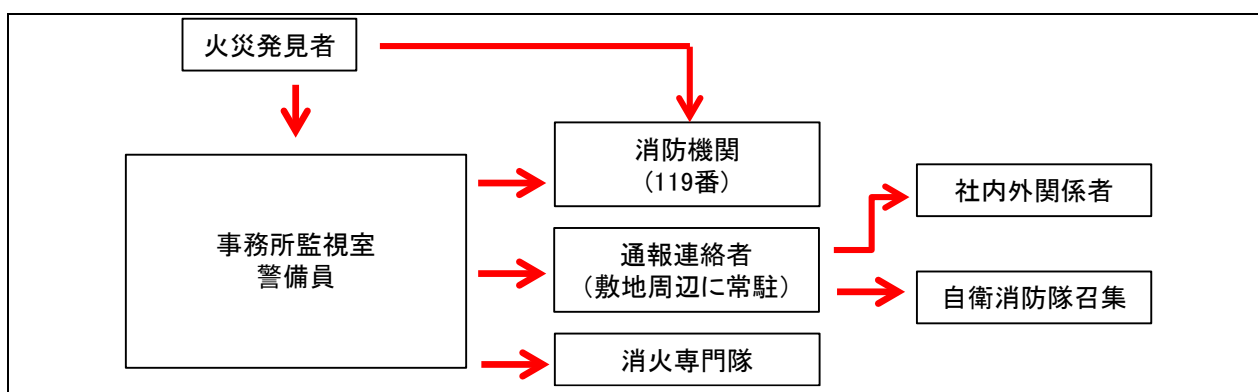 火災発見者
消防機関
(119番)
社内外関係者
事務所監視室
警備員
通報連絡者
(敷地周辺に常駐)
自衛消防隊召集
消火専門隊